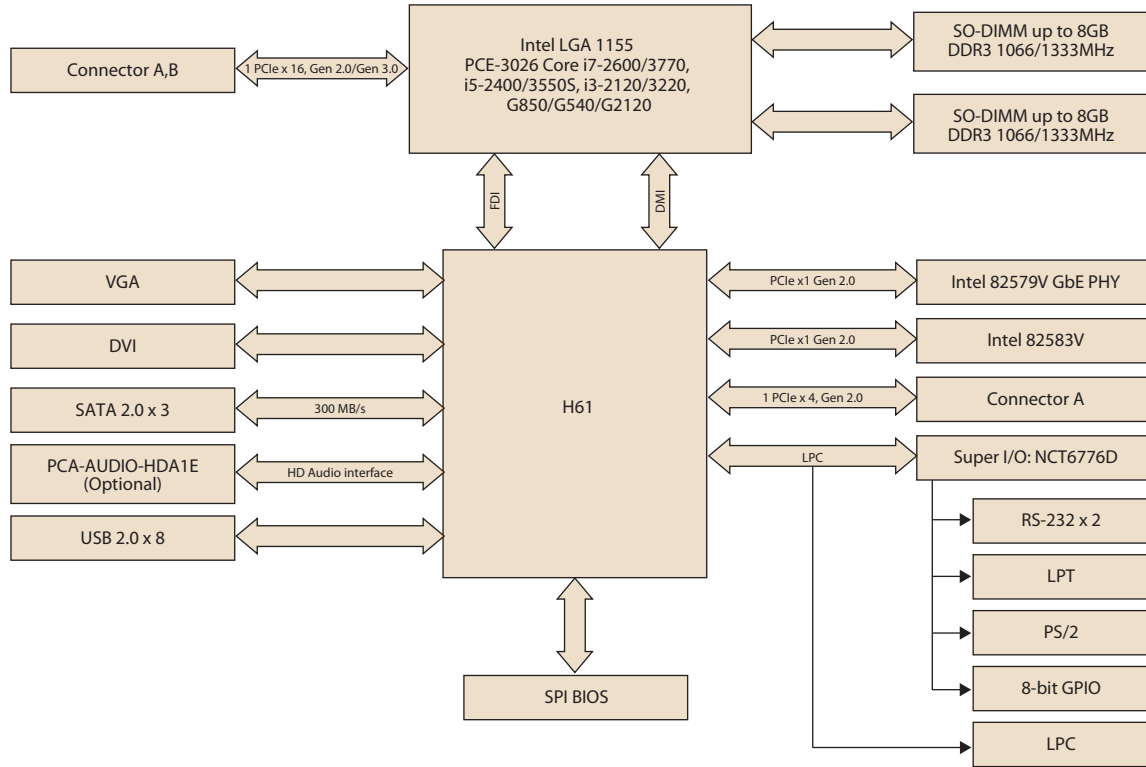 Intel LGA 1155
PCE-3026 Core i7-2600/3770,
i5-2400/3550S, i3-2120/3220,
G850/G540/G2120
Connector A,B
1 PCIe x 16, Gen 2.0/Gen 3.0
SO-DIMM up to 8GB
DDR3 1066/1333MHz
SO-DIMM up to 8GB
DDR3 1066/1333MHz
FDI
DMI
VGA
DVI
SATA 2.0 x 3
300 MB/s
PCA-AUDIO-HDA1E
(Optional)
HD Audio interface
USB 2.0 x 8
H61
PCIe x1 Gen 2.0
Intel 82579V GbE PHY
PCIe x1 Gen 2.0
Intel 82583V
1 PCIe x 4, Gen 2.0
Connector A
LPC
Super I/O: NCT6776D
RS-232 x 2
LPT
PS/2
8-bit GPIO
LPC
SPI BIOS